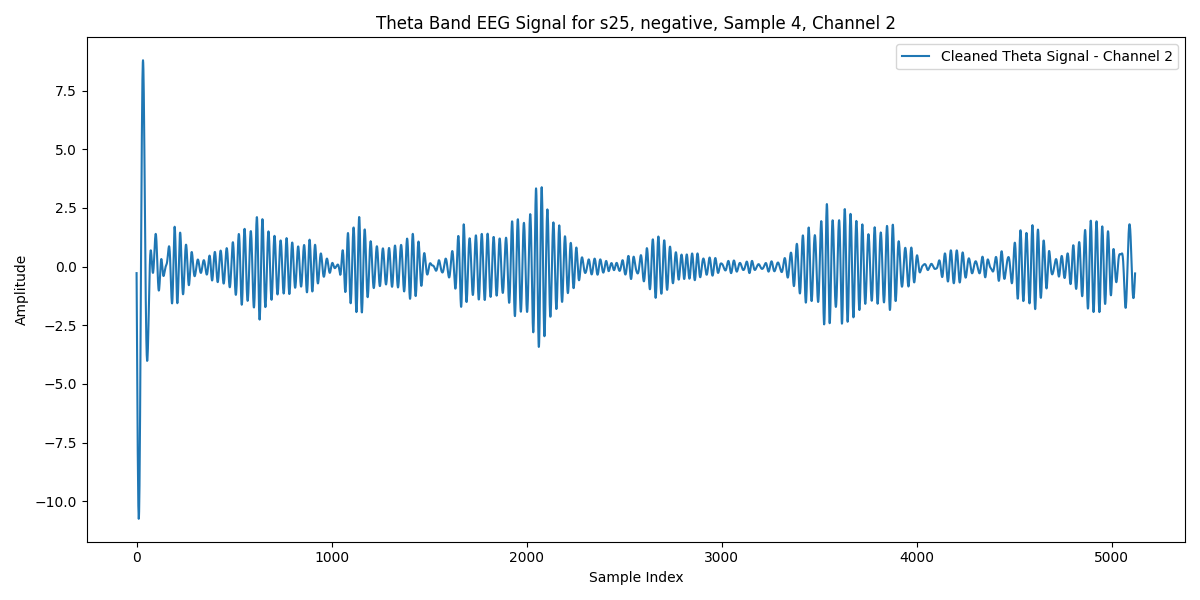 Theta Band EEG Signal for s25, negative, Sample 4, Channel 2
Cleaned Theta Signal - Channel 2
Amplitude
7.5
5.0
2.5
0.0
−2.5
−5.0
−7.5
−10.0
0 1000 2000 3000 4000 5000
Sample Index